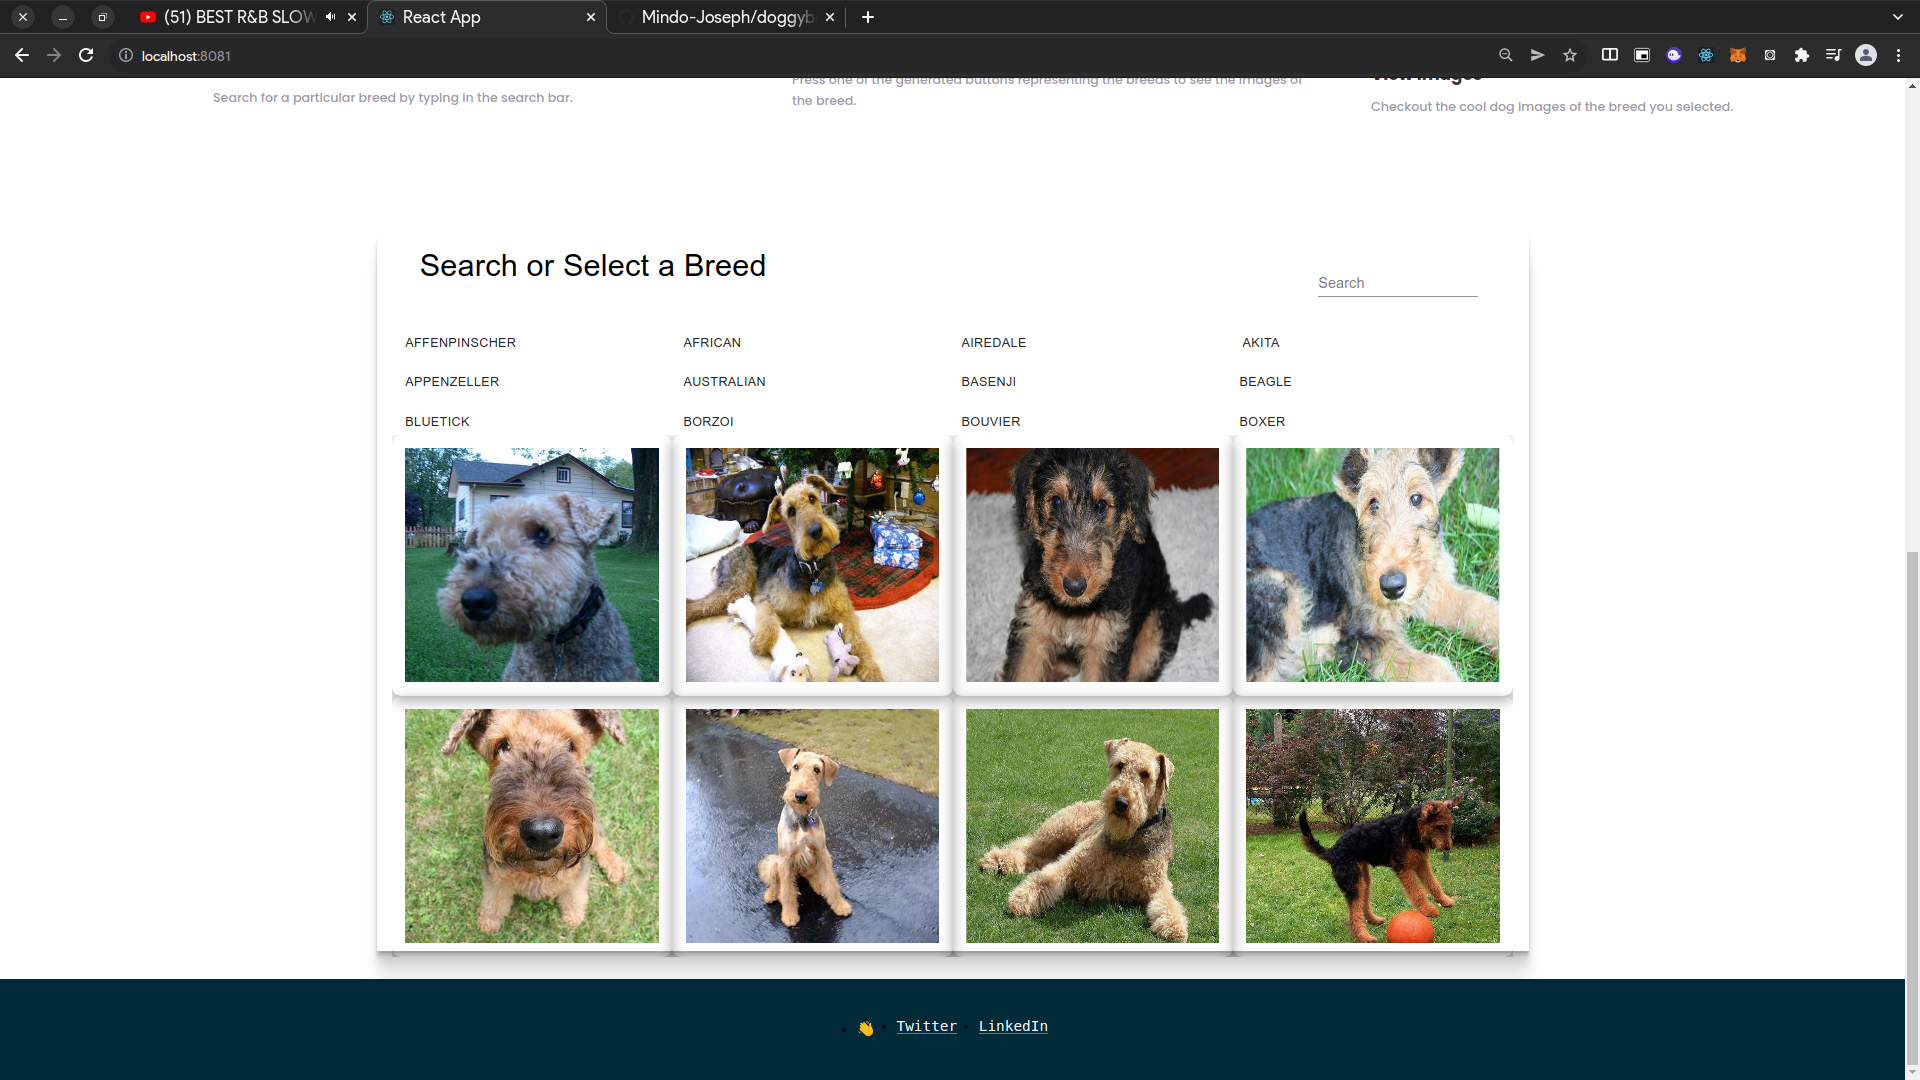 (51) BEST R&B SLOW
React App
Mindo-Joseph/doggyb
localhost:8081
Search for a particular breed by typing in the search bar.
Press one of the generated buttons representing the breeds to see the images of
the breed.
View Images
Checkout the cool dog images of the breed you selected.
Search or Select a Breed
Search
AFFENPINSCHER AFRICAN AIREDALE AKITA
APPENZELLER AUSTRALIAN BASENJI BEAGLE
BLUETICK BORZOI BOUVIER BOXER
• 👋 • Twitter • LinkedIn